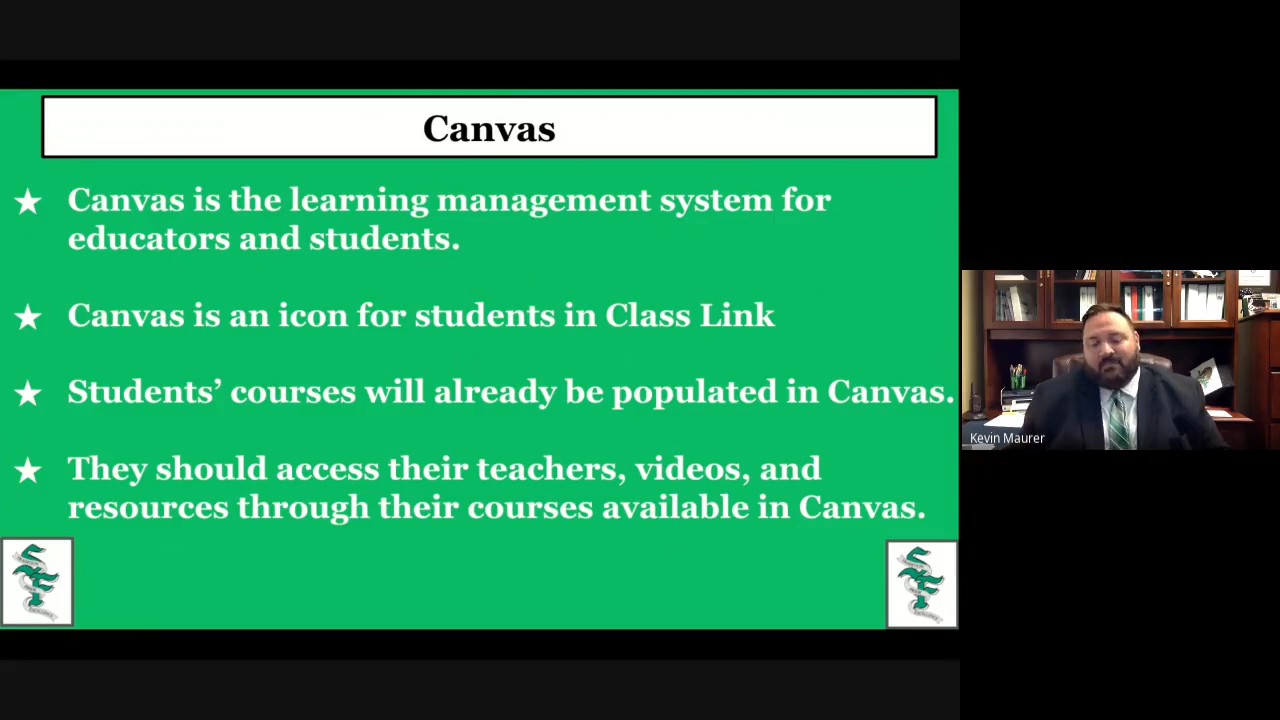 Canvas
★ Canvas is the learning management system for
educators and students.
★ Canvas is an icon for students in Class Link
★ Students’ courses will already be populated in Canvas.
★ They should access their teachers, videos, and
resources through their courses available in Canvas.
Kevin Maurer